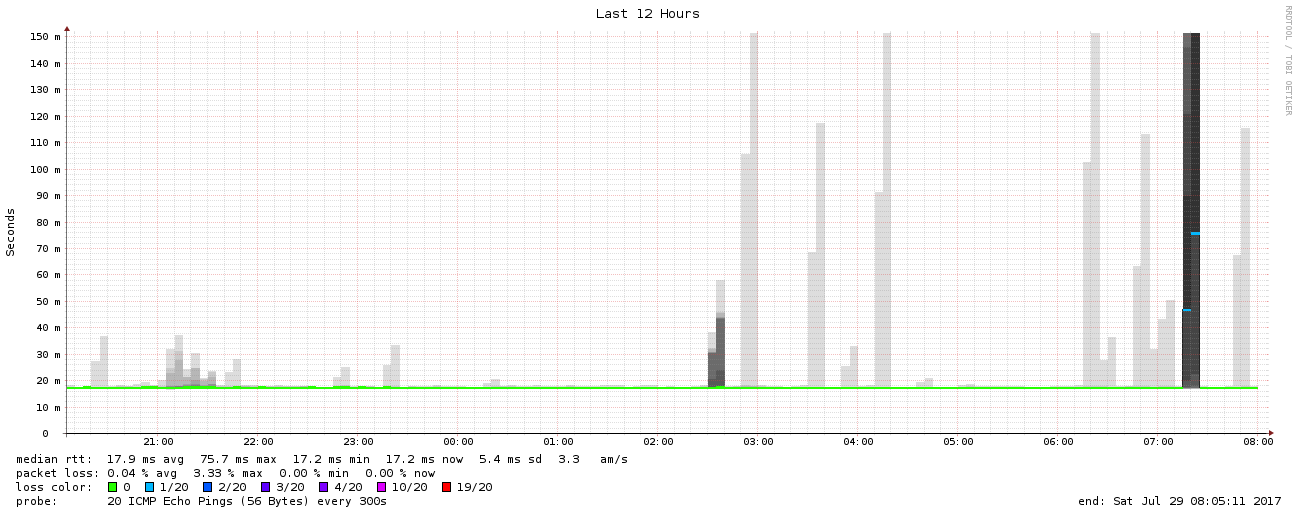 Last 12 Hours
RRDTOOL / TOBI OETIKER
Seconds
150 m
140 m
130 m
120 m
110 m
100 m
90 m
80 m
70 m
60 m
50 m
40 m
30 m
20 m
10 m
0
21:00 22:00 23:00 00:00 01:00 02:00 03:00 04:00 05:00 06:00 07:00 08:00
median rtt: 17.9 ms avg 75.7 ms max 17.2 ms min 17.2 ms now 5.4 ms sd 3.3 am/s
packet loss: 0.04 % avg 3.33 % max 0.00 % min 0.00 % now
loss color: 0 1/20 2/20 3/20 4/20 10/20 19/20
probe: 20 ICMP Echo Pings (56 Bytes) every 300s end: Sat Jul 29 08:05:11 2017